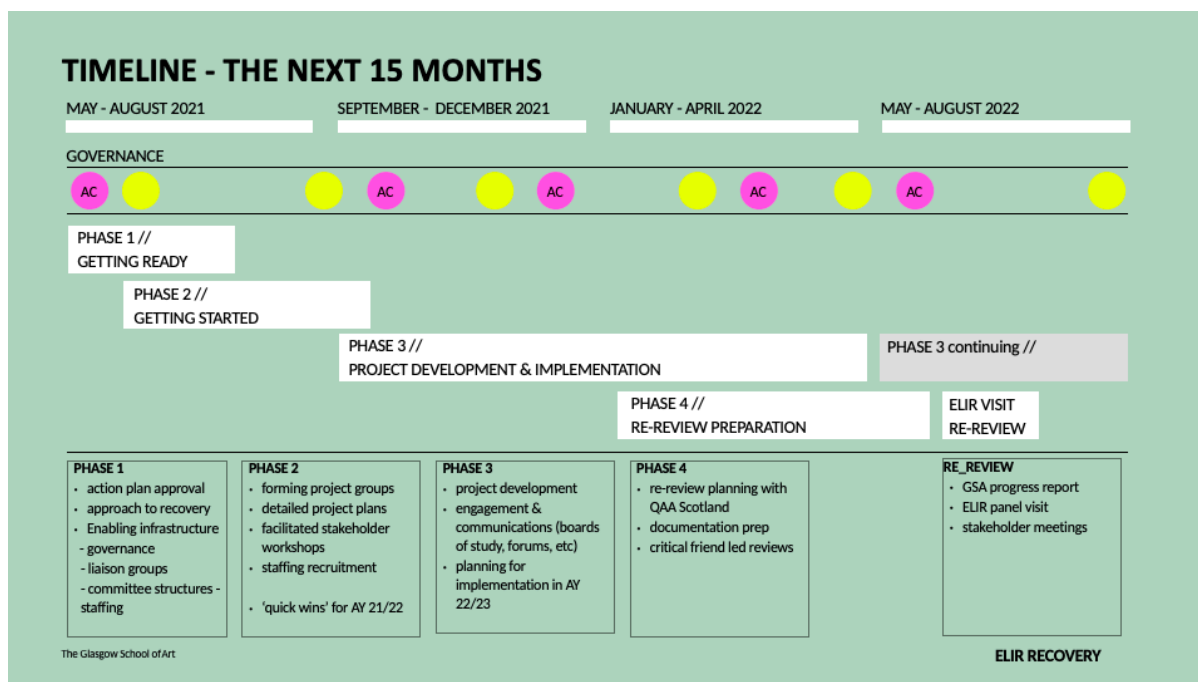 TIMELINE - THE NEXT 15 MONTHS
MAY - AUGUST 2021
SEPTEMBER - DECEMBER 2021
JANUARY - APRIL 2022
MAY - AUGUST 2022
GOVERNANCE
AC
AC
AC
AC
AC
PHASE 1 //
GETTING READY
PHASE 2 //
GETTING STARTED
PHASE 3 //
PROJECT DEVELOPMENT & IMPLEMENTATION
PHASE 3 continuing //
PHASE 4 //
RE-REVIEW PREPARATION
ELIR VISIT
RE-REVIEW
PHASE 1
• action plan approval
• approach to recovery
• Enabling infrastructure
- governance
- liaison groups
- committee structures -
staffing
PHASE 2
• forming project groups
• detailed project plans
• facilitated stakeholder
workshops
• staffing recruitment
• ‘quick wins’ for AY 21/22
PHASE 3
• project development
• engagement &
communications (boards
of study, forums, etc)
• planning for
implementation in AY
22/23
PHASE 4
• re-review planning with
QAA Scotland
• documentation prep
• critical friend led reviews
RE_REVIEW
• GSA progress report
• ELIR panel visit
• stakeholder meetings
The Glasgow School of Art
ELIR RECOVERY